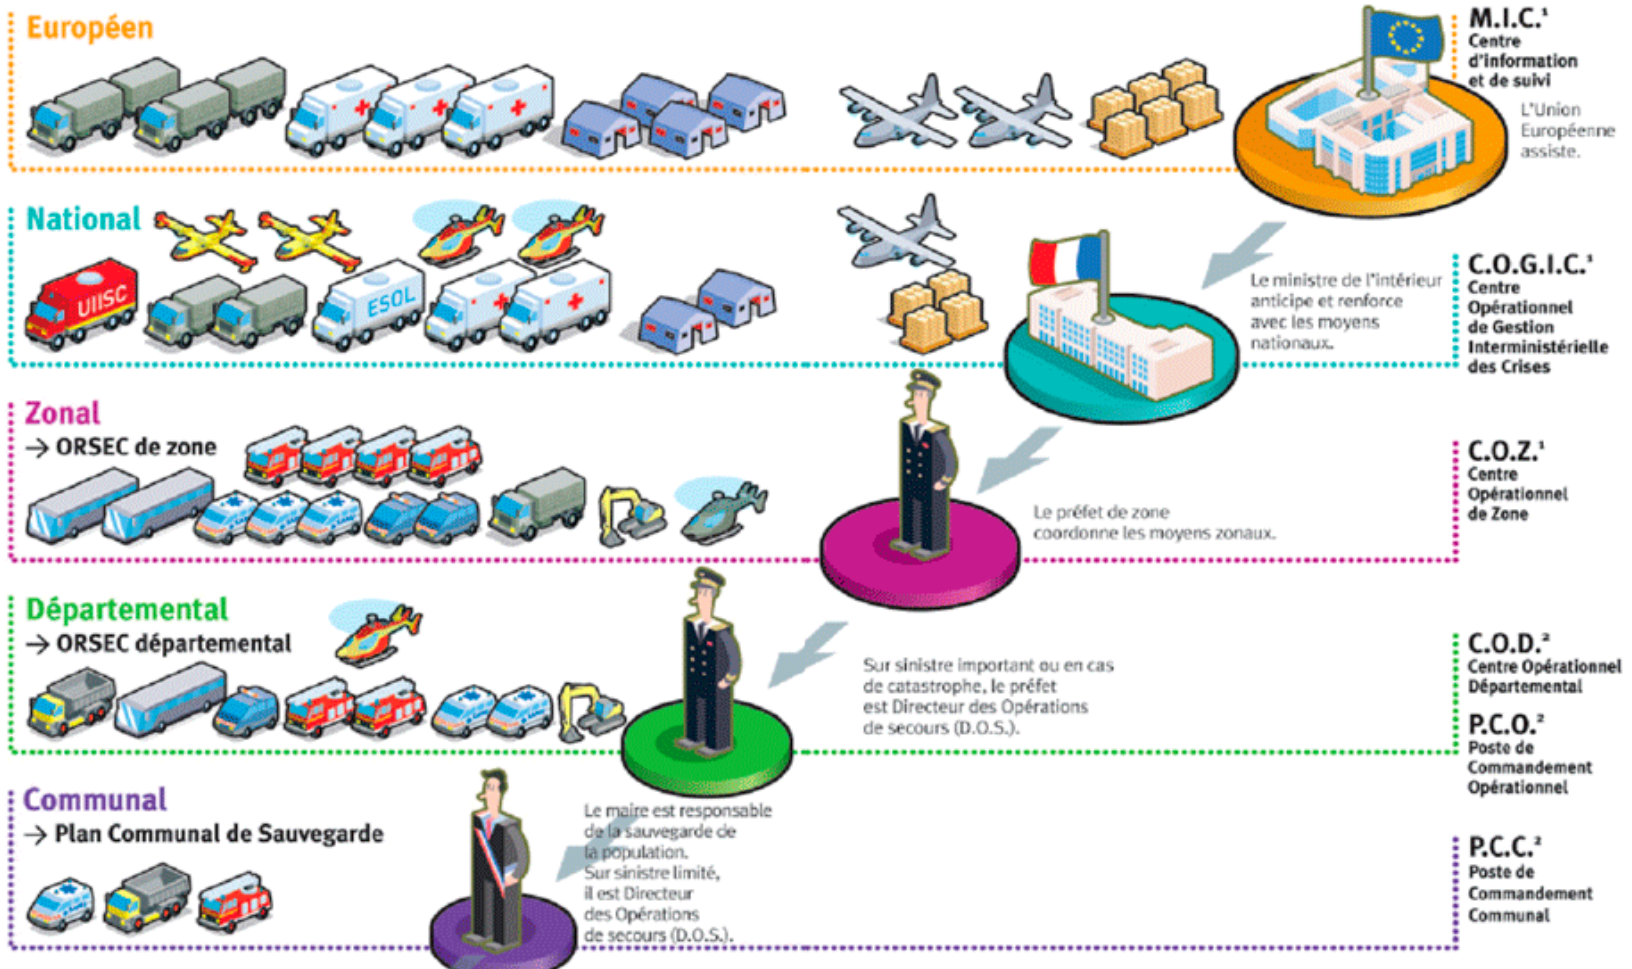 Européen
M.I.C.¹
Centre
d'information
et de suivi
L'Union
Européenne
assiste.
National
UIISC
ESOL
Le ministre de l'intérieur
anticipe et renforce
avec les moyens
nationaux.
C.O.G.I.C.¹
Centre
Opérationnel
de Gestion
Interministérielle
des Crises
Zonal
→ ORSEC de zone
Le préfet de zone
coordonne les moyens zonaux.
C.O.Z.¹
Centre
Opérationnel
de Zone
Départemental
→ ORSEC départemental
Sur sinistre important ou en cas
de catastrophe, le préfet
est Directeur des Opérations
de secours (D.O.S.).
C.O.D.²
Centre Opérationnel
Départemental
P.C.O.²
Poste de
Commandement
Opérationnel
Communal
→ Plan Communal de Sauvegarde
Le maire est responsable
de la sauvegarde de
la population.
Sur sinistre limité,
il est Directeur
des Opérations
de secours (D.O.S.).
P.C.C.²
Poste de
Commandement
Communal